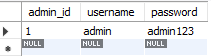 admin_id username password
1 admin admin123
NULL NULL NULL